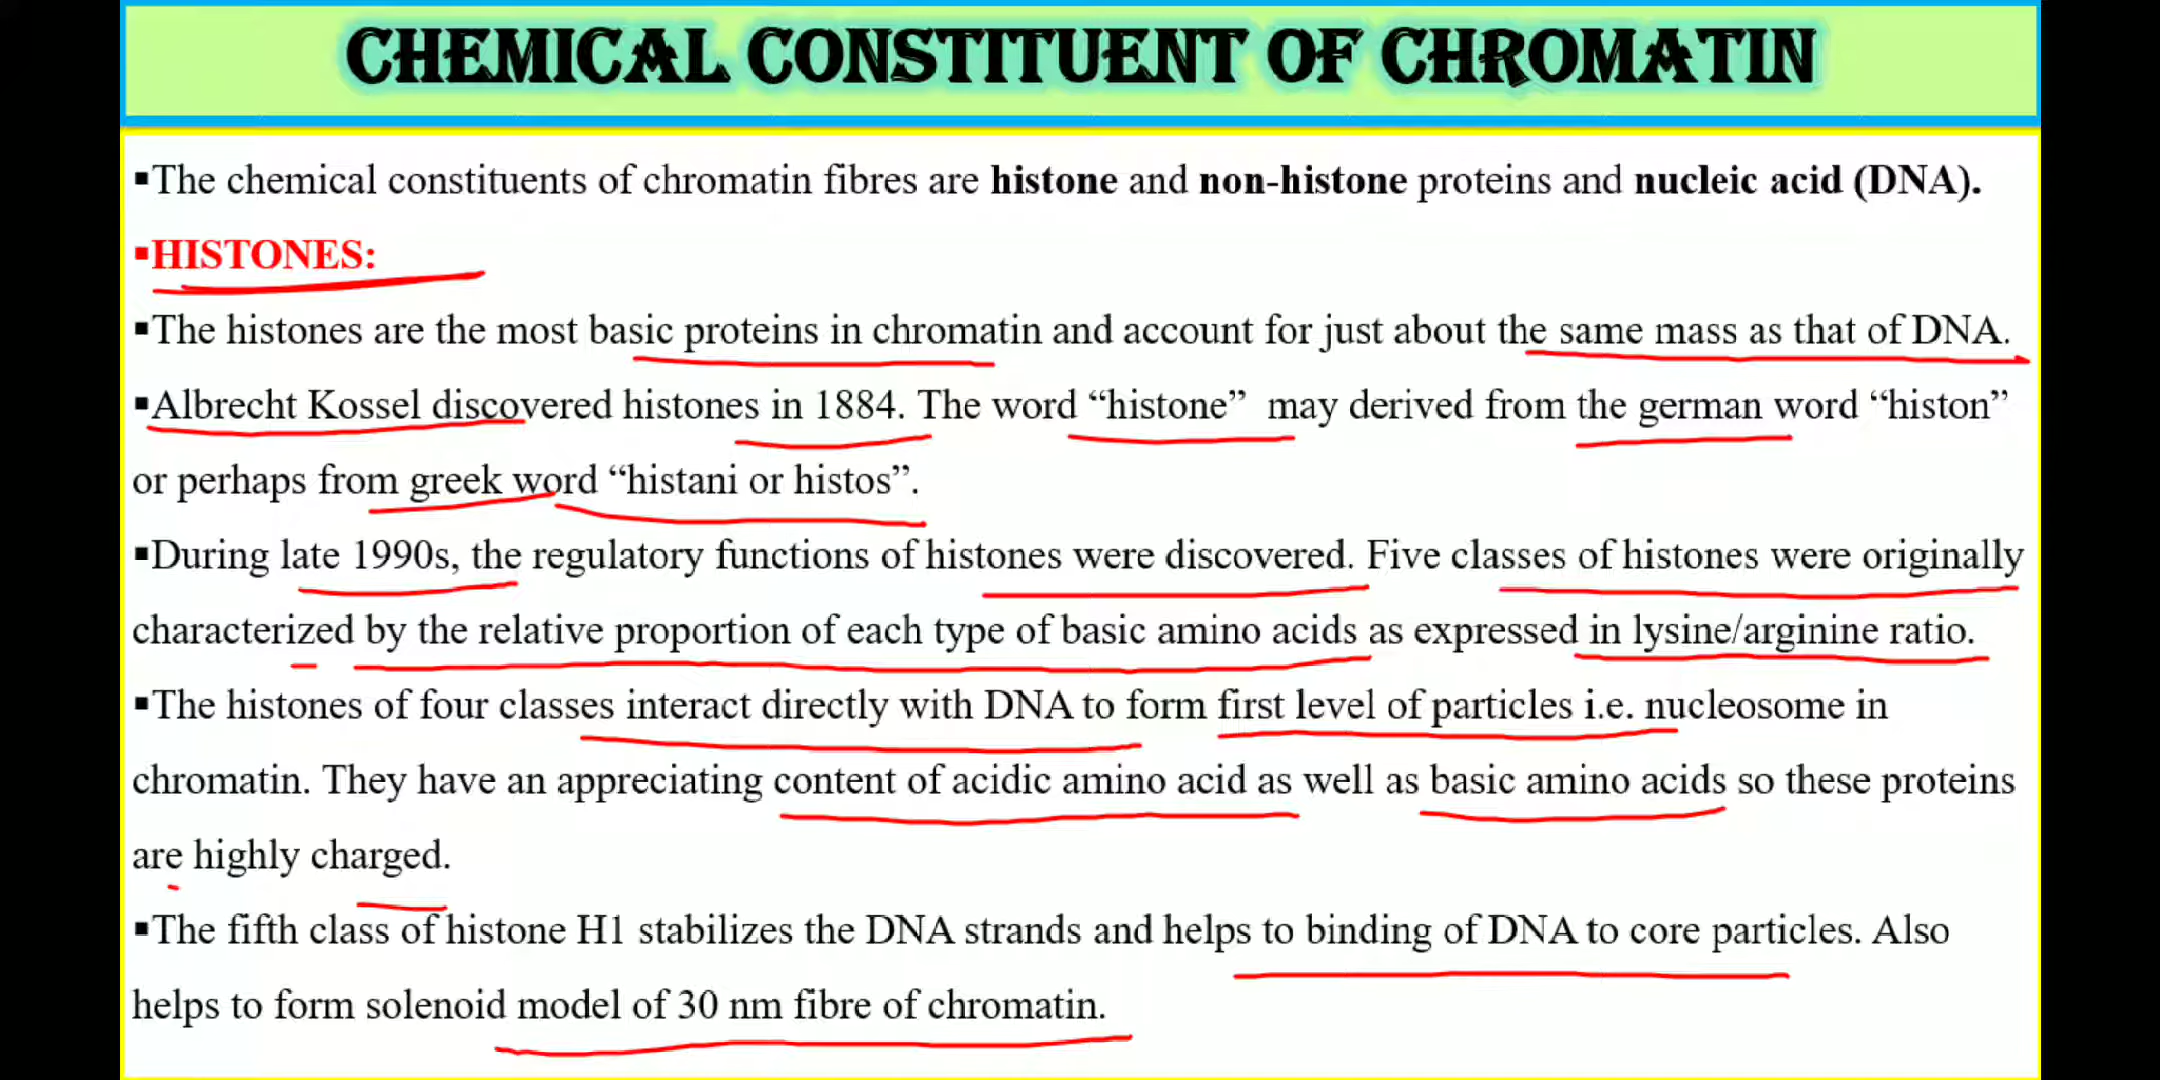 CHEMICAL CONSTITUENT OF CHROMATIN
▪The chemical constituents of chromatin fibres are histone and non-histone proteins and nucleic acid (DNA).
▪HISTONES:
▪The histones are the most basic proteins in chromatin and account for just about the same mass as that of DNA.
▪Albrecht Kossel discovered histones in 1884. The word “histone” may derived from the german word “histon”
or perhaps from greek word “histani or histos”.
▪During late 1990s, the regulatory functions of histones were discovered. Five classes of histones were originally
characterized by the relative proportion of each type of basic amino acids as expressed in lysine/arginine ratio.
▪The histones of four classes interact directly with DNA to form first level of particles i.e. nucleosome in
chromatin. They have an appreciating content of acidic amino acid as well as basic amino acids so these proteins
are highly charged.
▪The fifth class of histone H1 stabilizes the DNA strands and helps to binding of DNA to core particles. Also
helps to form solenoid model of 30 nm fibre of chromatin.